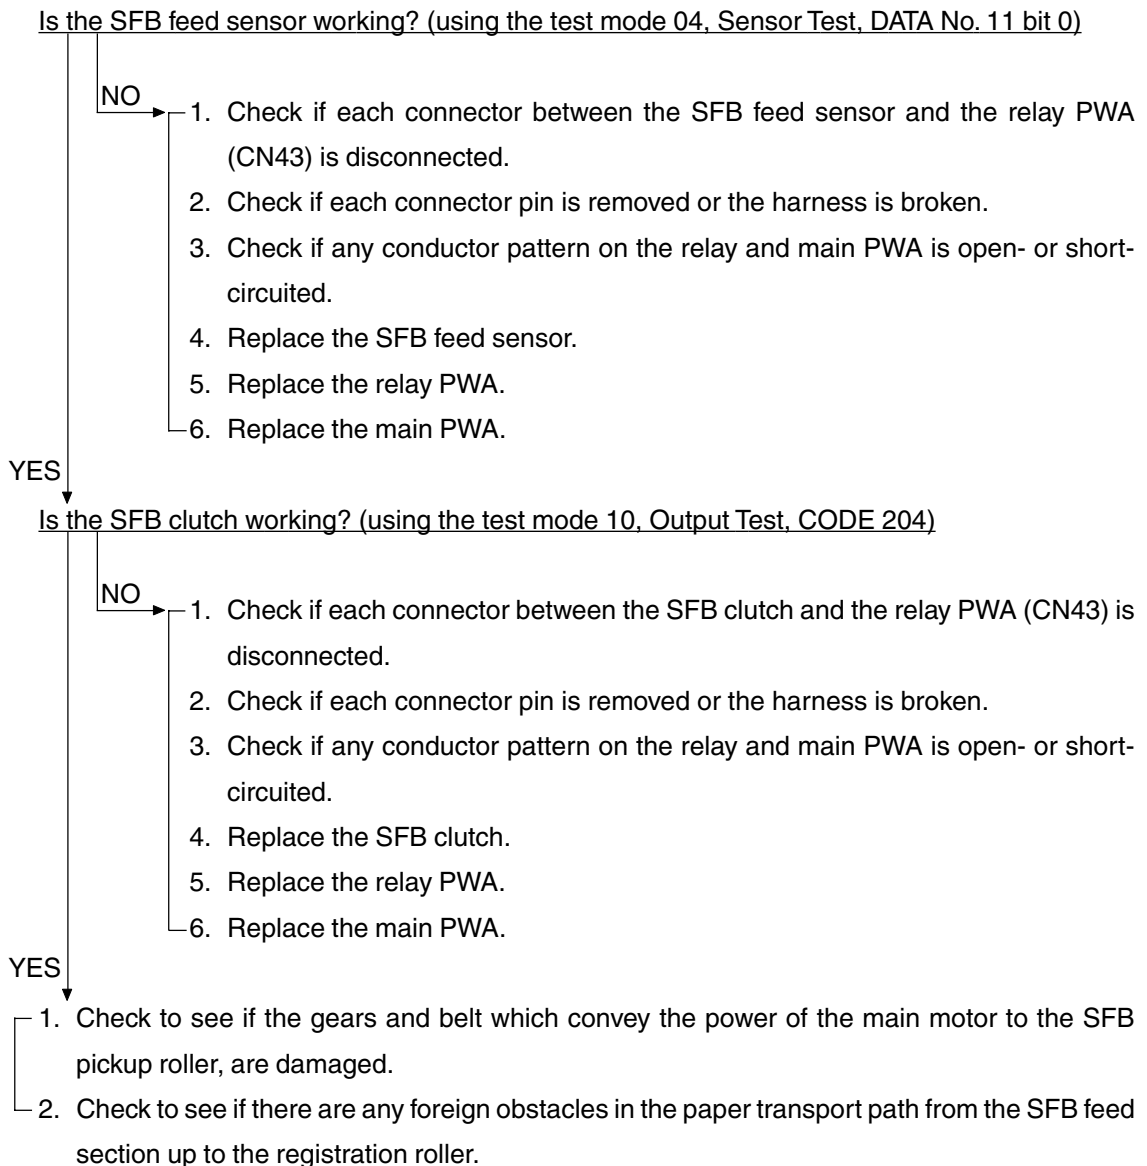 Is the SFB feed sensor working? (using the test mode 04, Sensor Test, DATA No. 11 bit 0)
NO
1. Check if each connector between the SFB feed sensor and the relay PWA
(CN43) is disconnected.
2. Check if each connector pin is removed or the harness is broken.
3. Check if any conductor pattern on the relay and main PWA is open- or short-
circuited.
4. Replace the SFB feed sensor.
5. Replace the relay PWA.
6. Replace the main PWA.
YES
Is the SFB clutch working? (using the test mode 10, Output Test, CODE 204)
NO
1. Check if each connector between the SFB clutch and the relay PWA (CN43) is
disconnected.
2. Check if each connector pin is removed or the harness is broken.
3. Check if any conductor pattern on the relay and main PWA is open- or short-
circuited.
4. Replace the SFB clutch.
5. Replace the relay PWA.
6. Replace the main PWA.
YES
1. Check to see if the gears and belt which convey the power of the main motor to the SFB
pickup roller, are damaged.
2. Check to see if there are any foreign obstacles in the paper transport path from the SFB feed
section up to the registration roller.